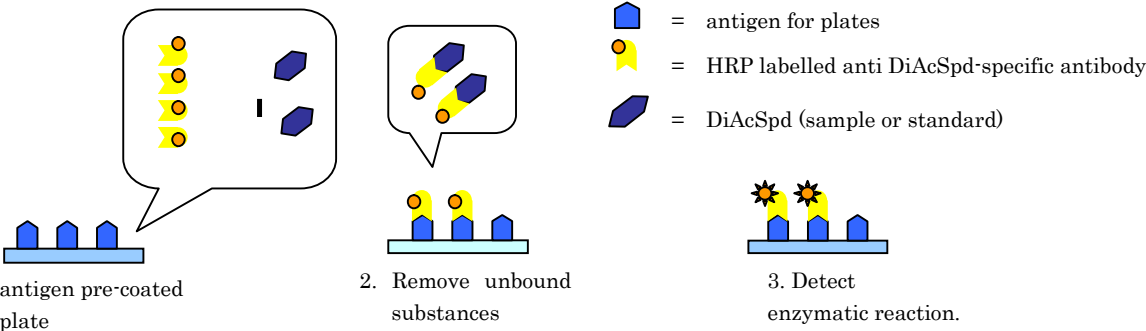 = antigen for plates
= HRP labelled anti DiAcSpd-specific antibody
= DiAcSpd (sample or standard)
antigen pre-coated
plate
2. Remove unbound
substances
3. Detect
enzymatic reaction.